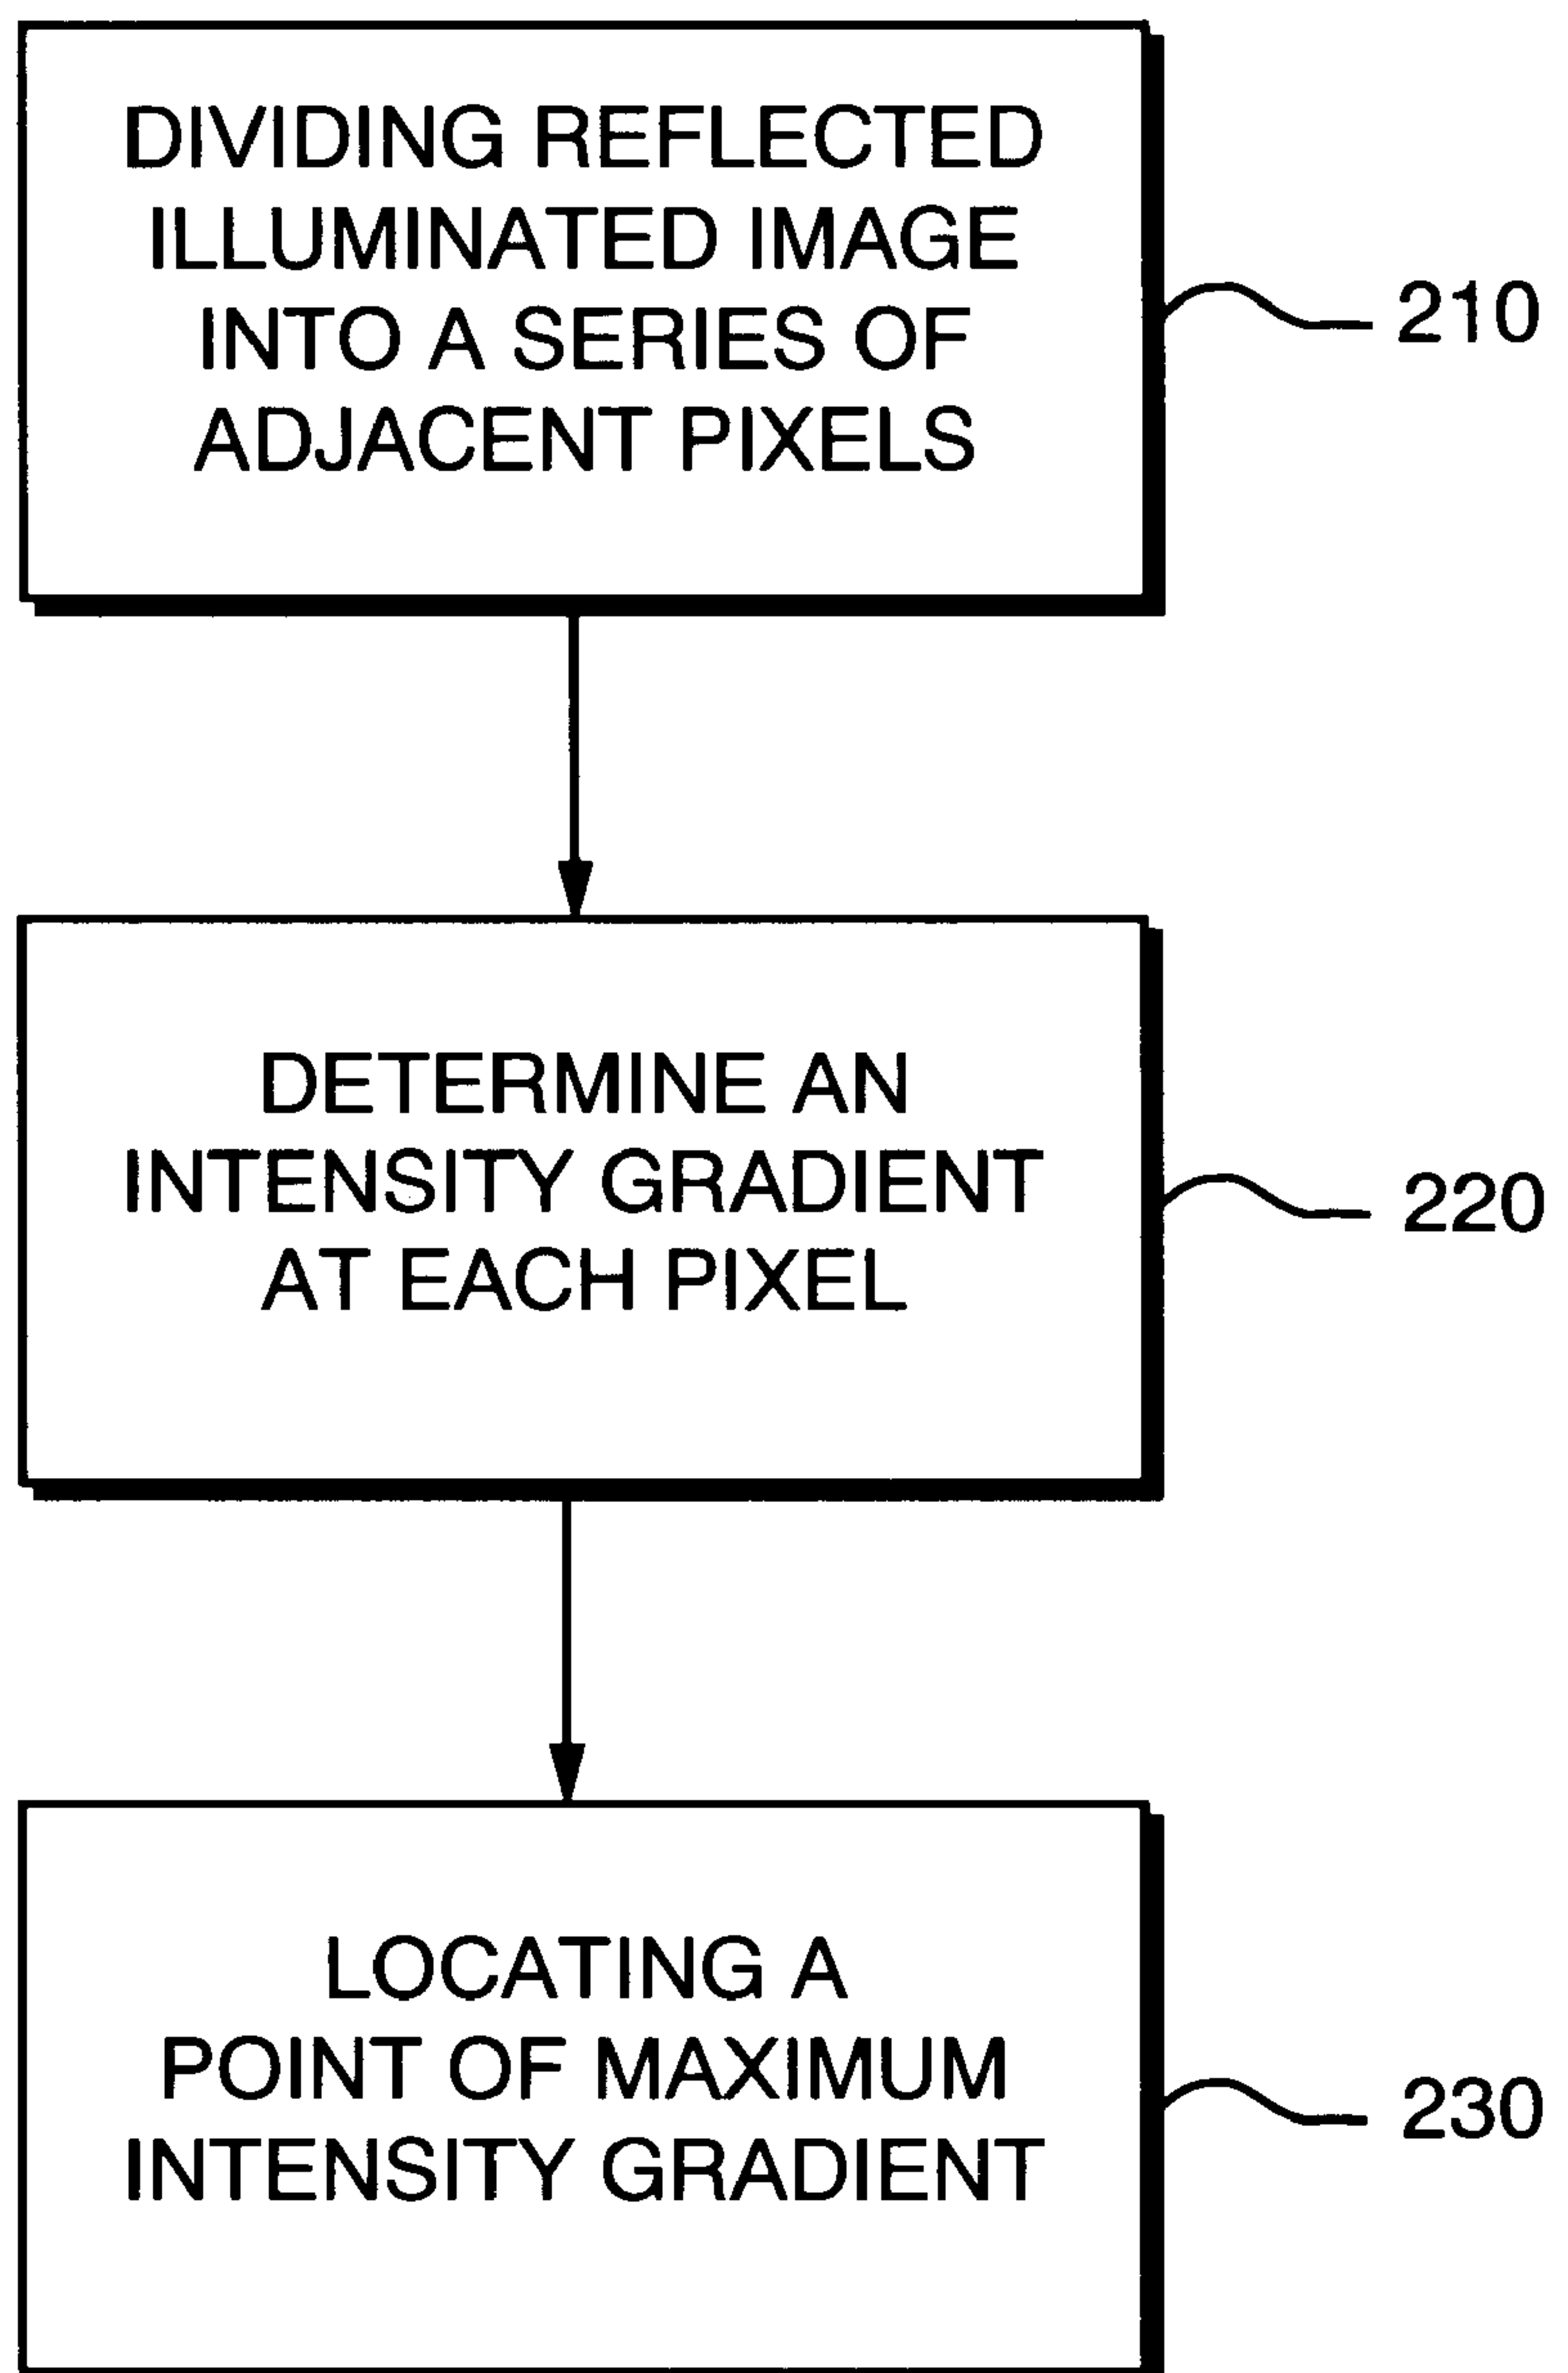 DIVIDING REFLECTED
ILLUMINATED IMAGE
INTO A SERIES OF
ADJACENT PIXELS
210
DETERMINE AN
INTENSITY GRADIENT
AT EACH PIXEL
220
LOCATING A
POINT OF MAXIMUM
INTENSITY GRADIENT
230